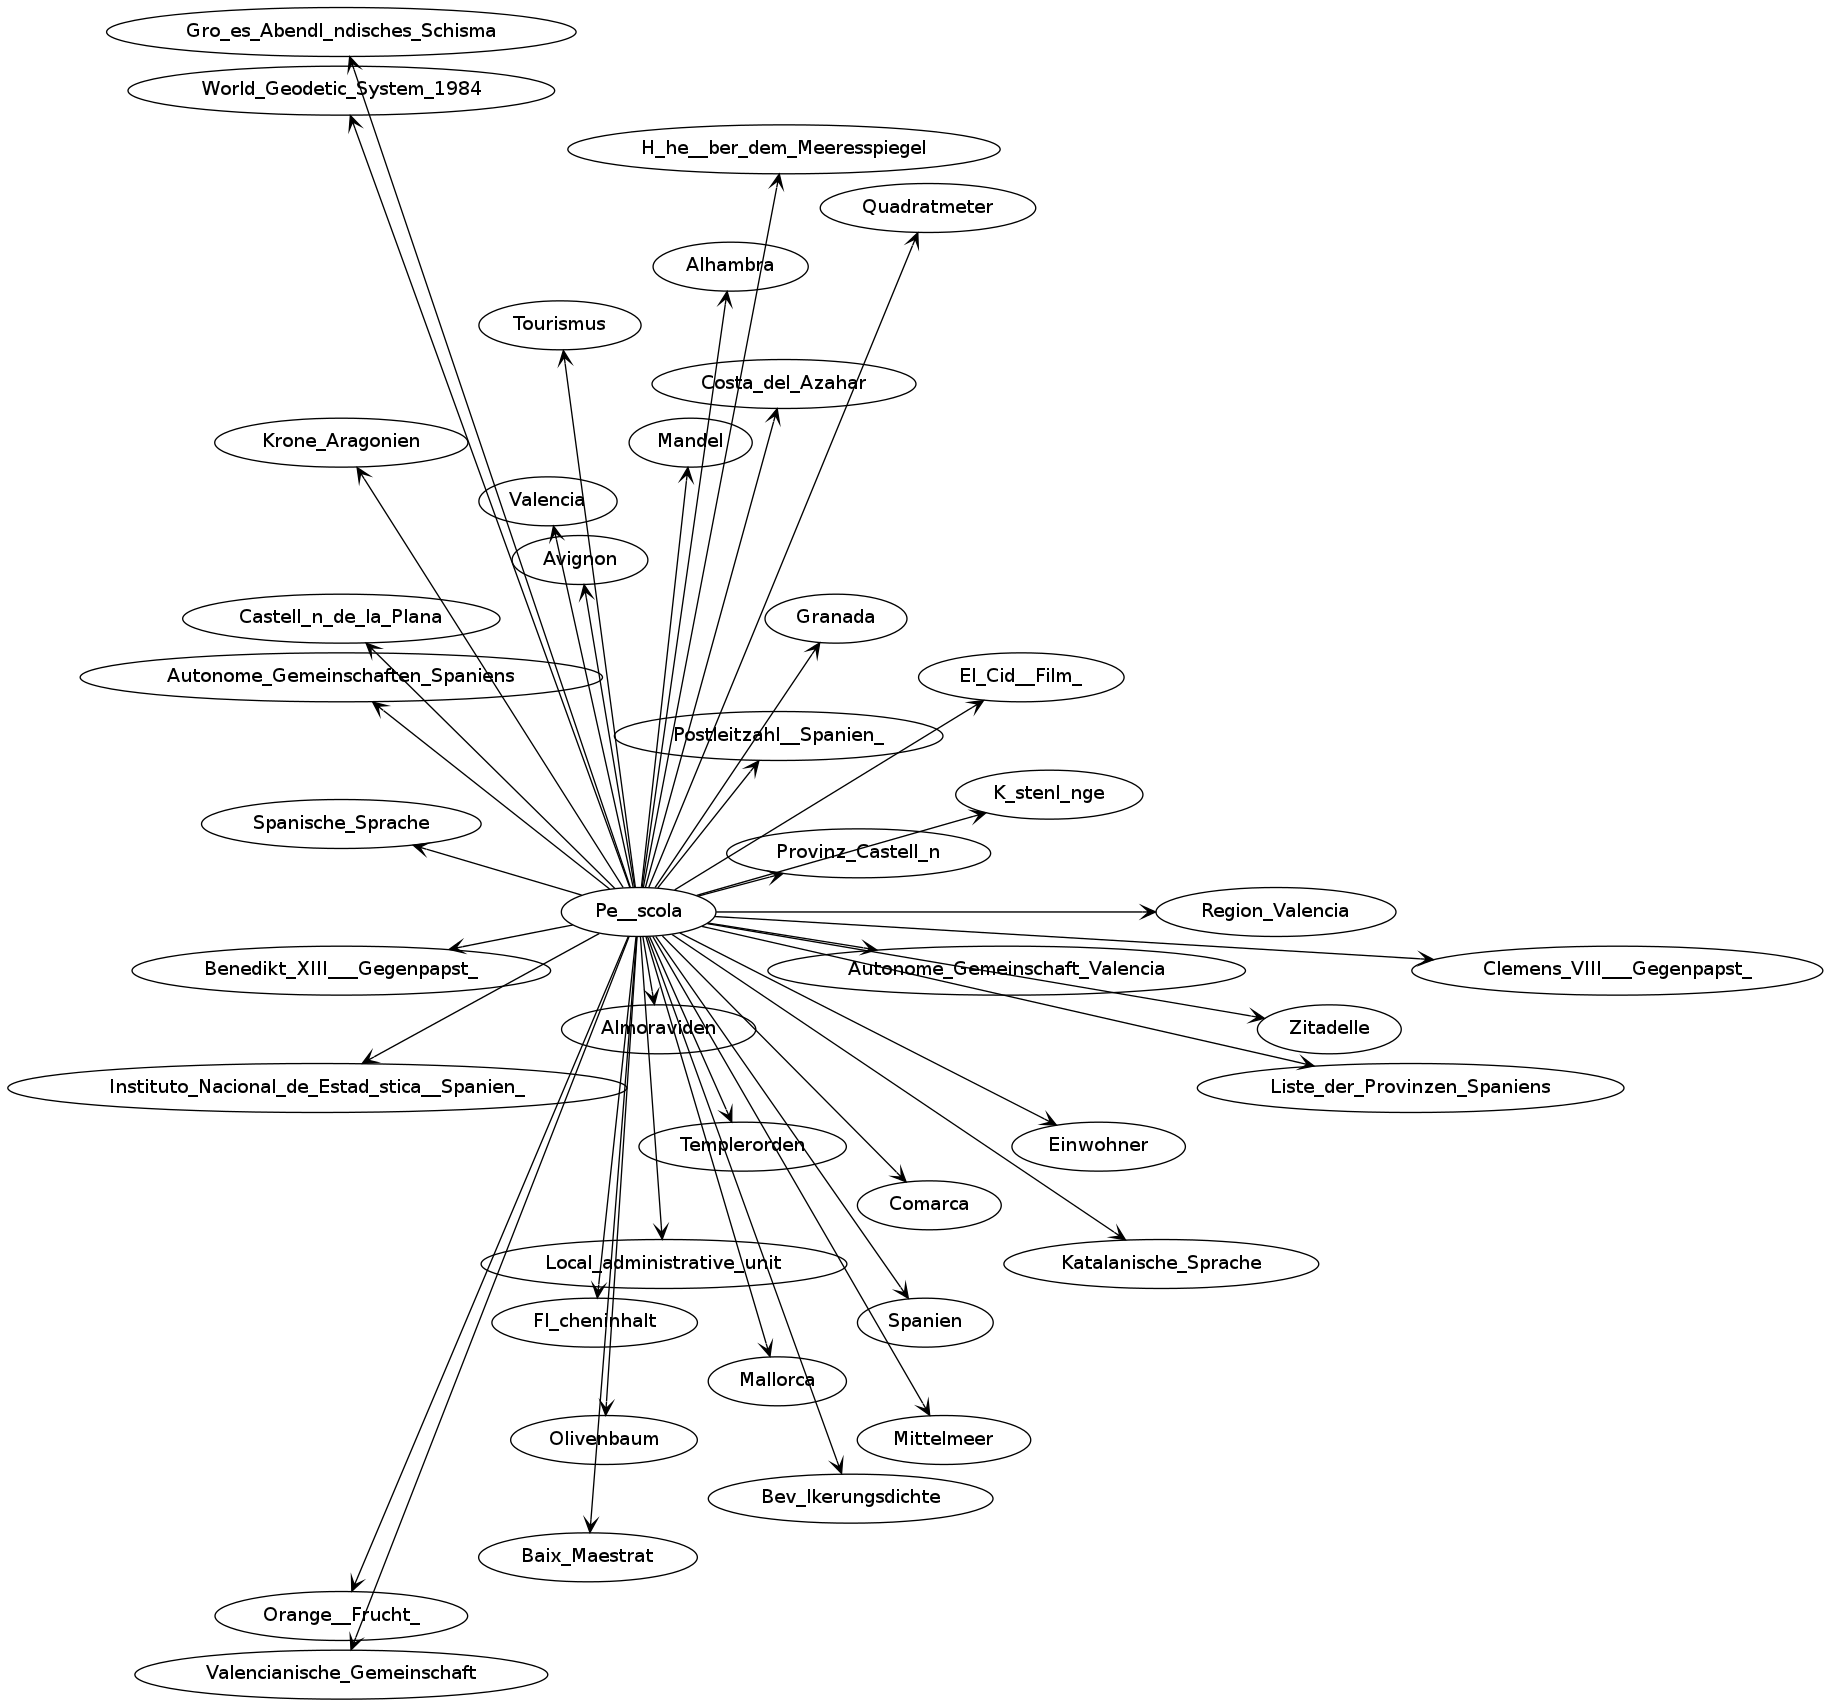 Gro_es_Abendl_ndisches_Schisma
World_Geodetic_System_1984
H_he__ber_dem_Meeresspiegel
Quadratmeter
Alhambra
Tourismus
Costa_del_Azahar
Krone_Aragonien
Mandel
Valencia
Avignon
Castell_n_de_la_Plana
Granada
Autonome_Gemeinschaften_Spaniens
El_Cid__Film_
Postleitzahl__Spanien_
K_stenl_nge
Spanische_Sprache
Provinz_Castell_n
Pe__scola
Region_Valencia
Benedikt_XIII___Gegenpapst_
Autonome_Gemeinschaft_Valencia
Clemens_VIII___Gegenpapst_
Almoraviden
Zitadelle
Instituto_Nacional_de_Estad_stica__Spanien_
Liste_der_Provinzen_Spaniens
Templerorden
Einwohner
Comarca
Local_administrative_unit
Katalanische_Sprache
Fl_cheninhalt
Spanien
Mallorca
Olivenbaum
Mittelmeer
Bev_lkerungsdichte
Baix_Maestrat
Orange__Frucht_
Valencianische_Gemeinschaft